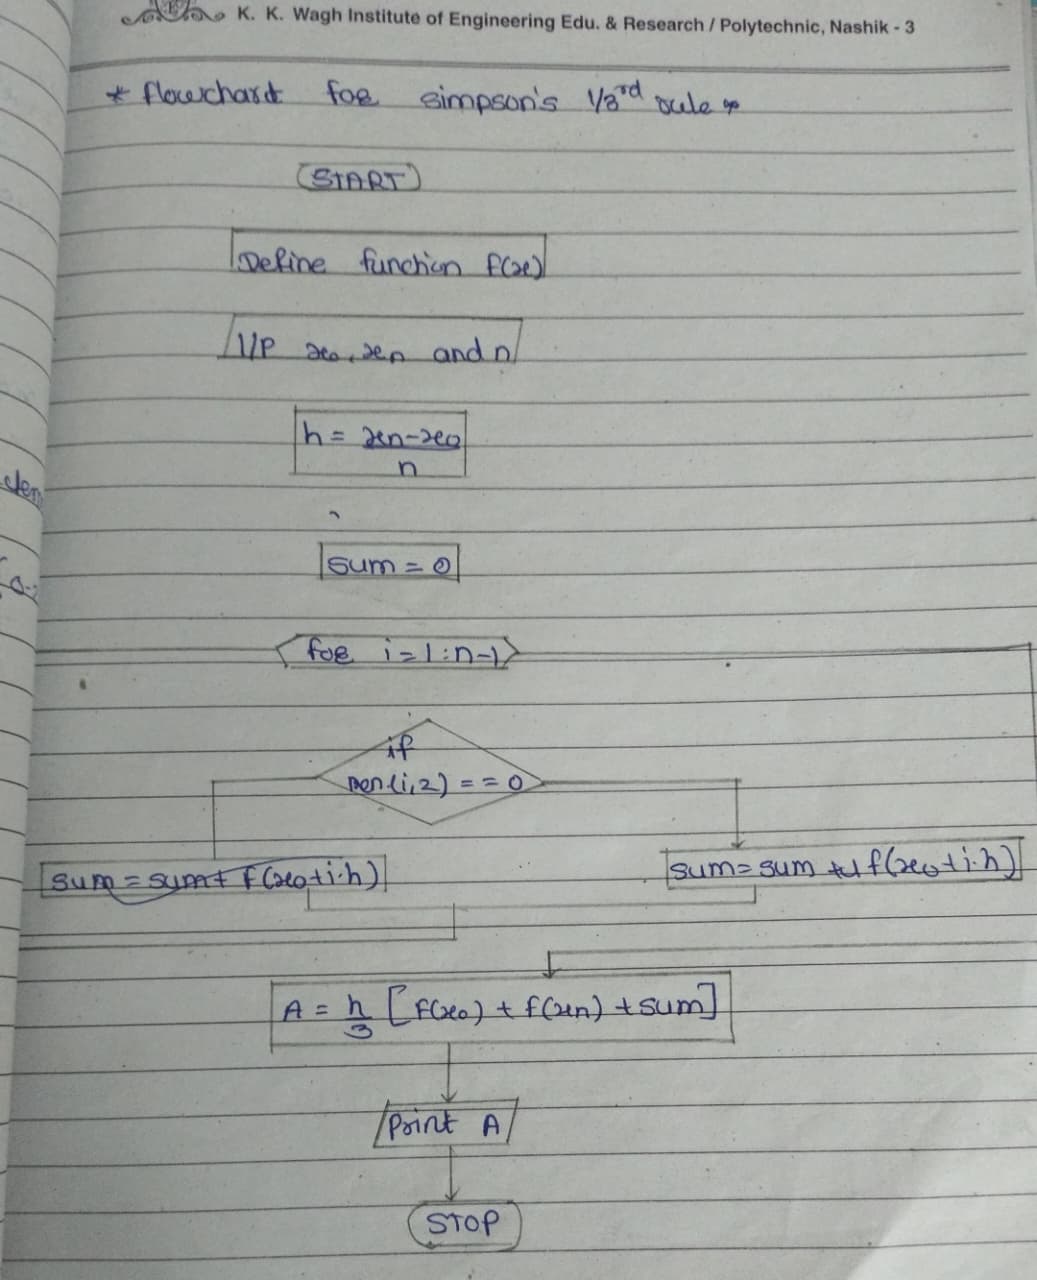 K. K. Wagh Institute of Engineering Edu. & Research / Polytechnic, Nashik - 3
* flowchart for simpson's 1/3rd rule
START
Define function f(x)
I/P x0, xn and n
h = xn-x0
n
sum = 0
for i=1:n-1
if
rem(i,2) == 0
sum = sum + f(x0+i·h)
sum = sum + 4 f(x0+i·h)
A = h/3 [f(x0) + f(xn) + sum]
Print A
STOP